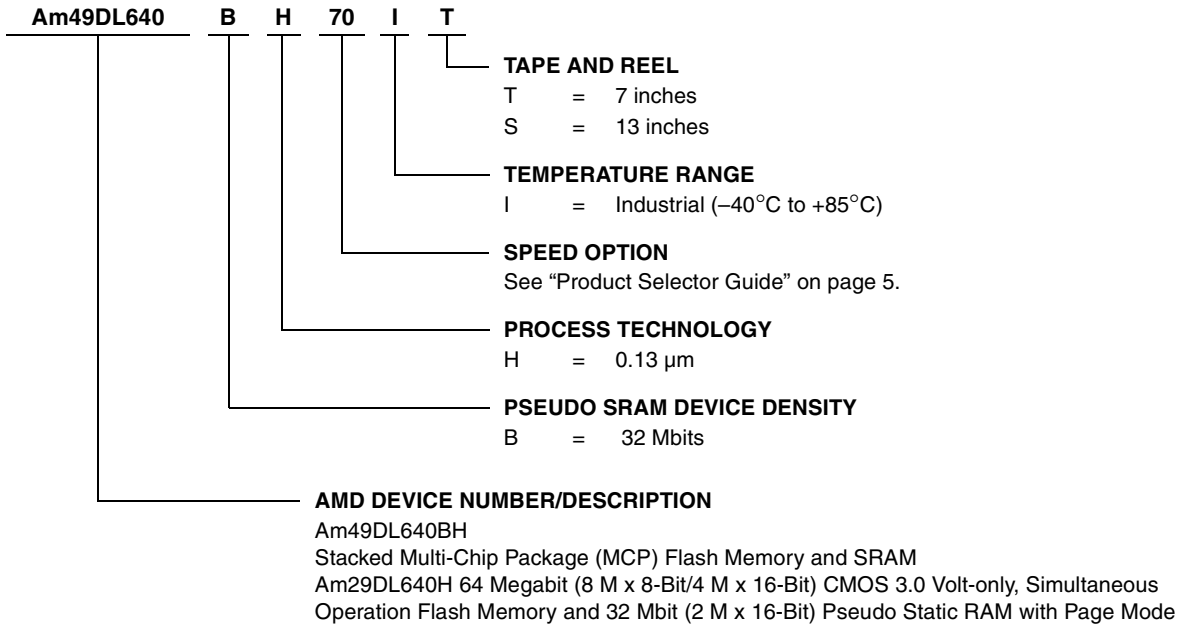 Am49DL640 B H 70 I T
TAPE AND REEL
T = 7 inches
S = 13 inches
TEMPERATURE RANGE
I = Industrial (–40°C to +85°C)
SPEED OPTION
See “Product Selector Guide” on page 5.
PROCESS TECHNOLOGY
H = 0.13 µm
PSEUDO SRAM DEVICE DENSITY
B = 32 Mbits
AMD DEVICE NUMBER/DESCRIPTION
Am49DL640BH
Stacked Multi-Chip Package (MCP) Flash Memory and SRAM
Am29DL640H 64 Megabit (8 M x 8-Bit/4 M x 16-Bit) CMOS 3.0 Volt-only, Simultaneous
Operation Flash Memory and 32 Mbit (2 M x 16-Bit) Pseudo Static RAM with Page Mode